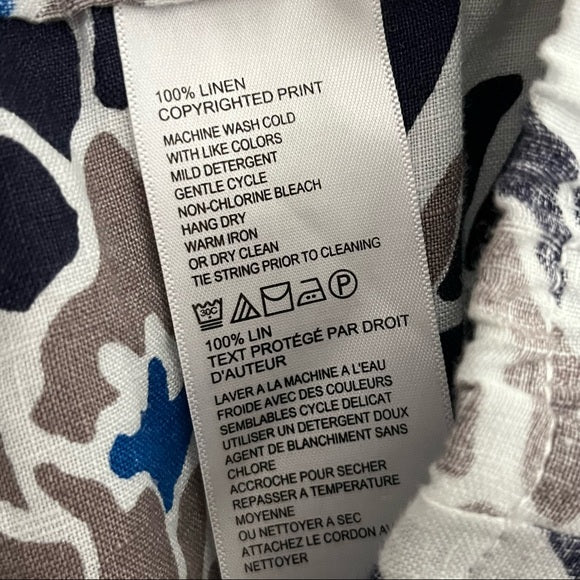 100% LINEN
COPYRIGHTED PRINT
MACHINE WASH COLD
WITH LIKE COLORS
MILD DETERGENT
GENTLE CYCLE
NON-CHLORINE BLEACH
HANG DRY
WARM IRON
OR DRY CLEAN
TIE STRING PRIOR TO CLEANING
30C P
100% LIN
TEXT PROTÉGÉ PAR DROIT
D'AUTEUR
LAVER A LA MACHINE A L'EAU
FROIDE AVEC DES COULEURS
SEMBLABLES CYCLE DELICAT
UTILISER UN DETERGENT DOUX
AGENT DE BLANCHIMENT SANS
CHLORE
ACCROCHE POUR SECHER
REPASSER A TEMPERATURE
MOYENNE
OU NETTOYER A SEC
ATTACHEZ LE CORDON
NETTOYER